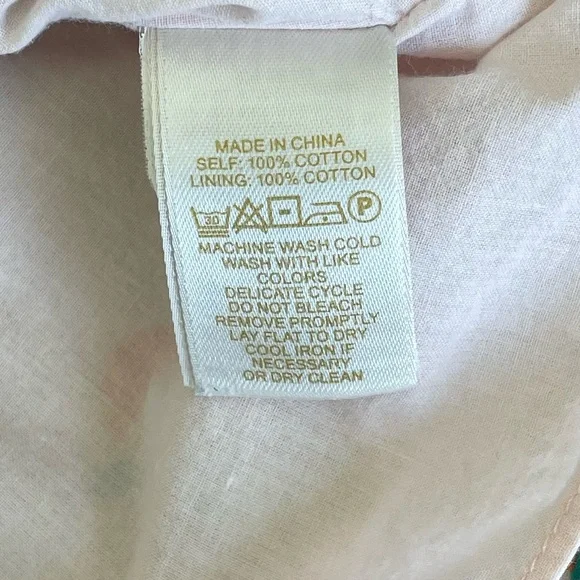 MADE IN CHINA
SELF: 100% COTTON
LINING: 100% COTTON
30 P
MACHINE WASH COLD
WASH WITH LIKE
COLORS
DELICATE CYCLE
DO NOT BLEACH
REMOVE PROMPTLY
LAY FLAT TO DRY
COOL IRON IF
NECESSARY
OR DRY CLEAN